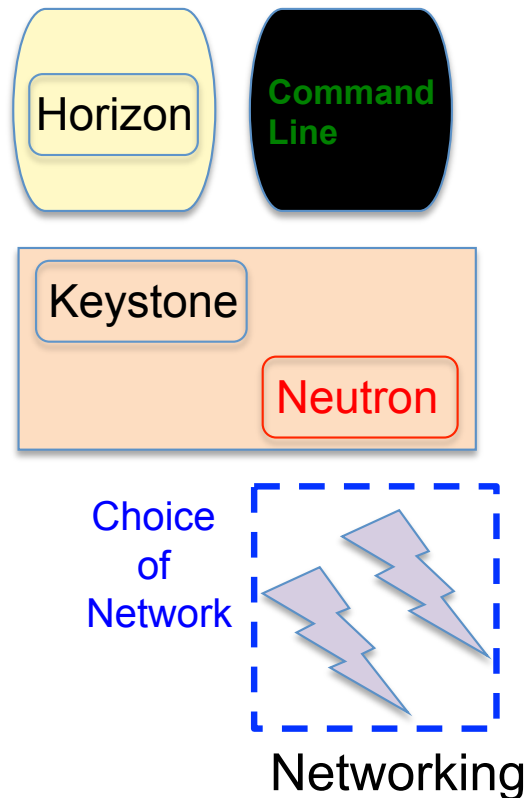 Horizon
Command
Line
Keystone
Neutron
Choice
of
Network
Networking